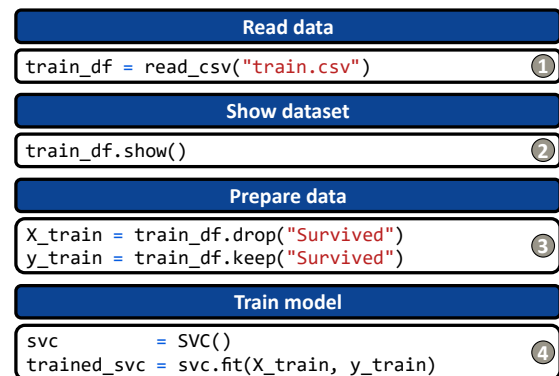 Read data
train_df = read_csv("train.csv") 1
Show dataset
train_df.show() 2
Prepare data
X_train = train_df.drop("Survived")
y_train = train_df.keep("Survived")
3
Train model
svc         = SVC()
trained_svc = svc.fit(X_train, y_train)
4